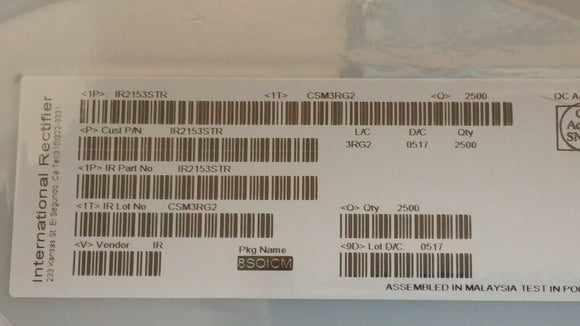 International Rectifier
233 Kansas St. El Segundo, Ca Tel(310)322-3331
<1P> IR2153STR <1T> CSM3RG2 <Q> 2500
<P> Cust P/N IR2153STR
L/C D/C Qty
3RG2 0517 2500
<1P> IR Part No IR2153STR
<1T> IR Lot No CSM3RG2
<Q> Qty 2500
<V> Vendor IR
Pkg Name
8SOICM
<9D> Lot D/C 0517
ASSEMBLED IN MALAYSIA TEST IN
QC